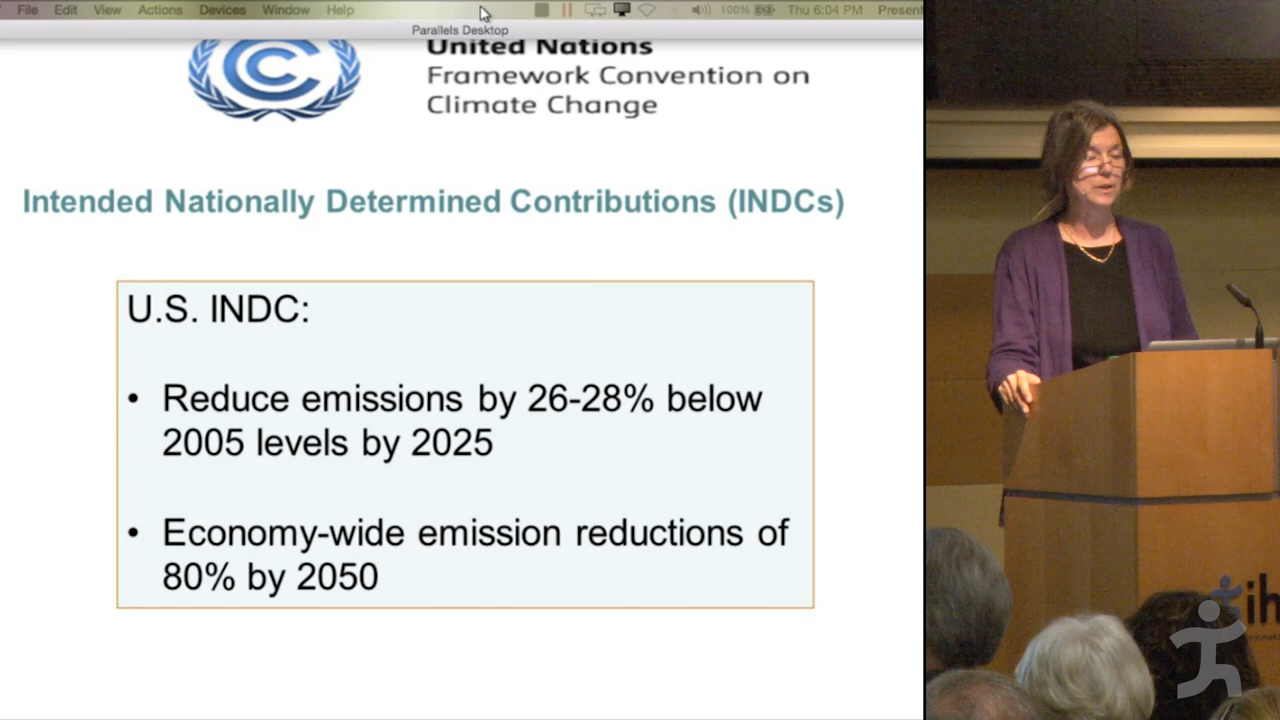 File Edit View Actions Devices Window Help 100% Thu 6:04 PM Present
Parallels Desktop
United Nations
Framework Convention on
Climate Change
Intended Nationally Determined Contributions (INDCs)
U.S. INDC:
• Reduce emissions by 26-28% below
2005 levels by 2025
• Economy-wide emission reductions of
80% by 2050
ih